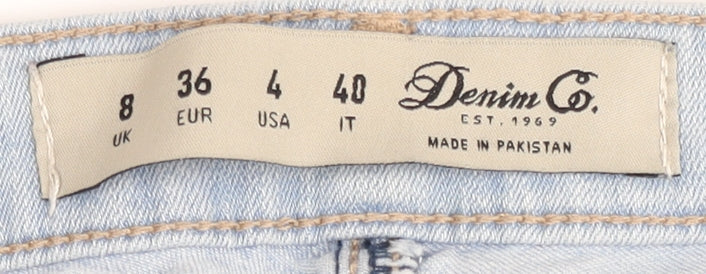 8 36 4 40 Denim Co.
UK EUR USA IT EST. 1969
MADE IN PAKISTAN